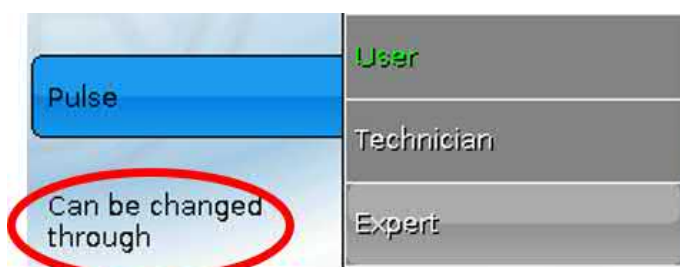 User
Pulse
Technician
Can be changed
through
Expert